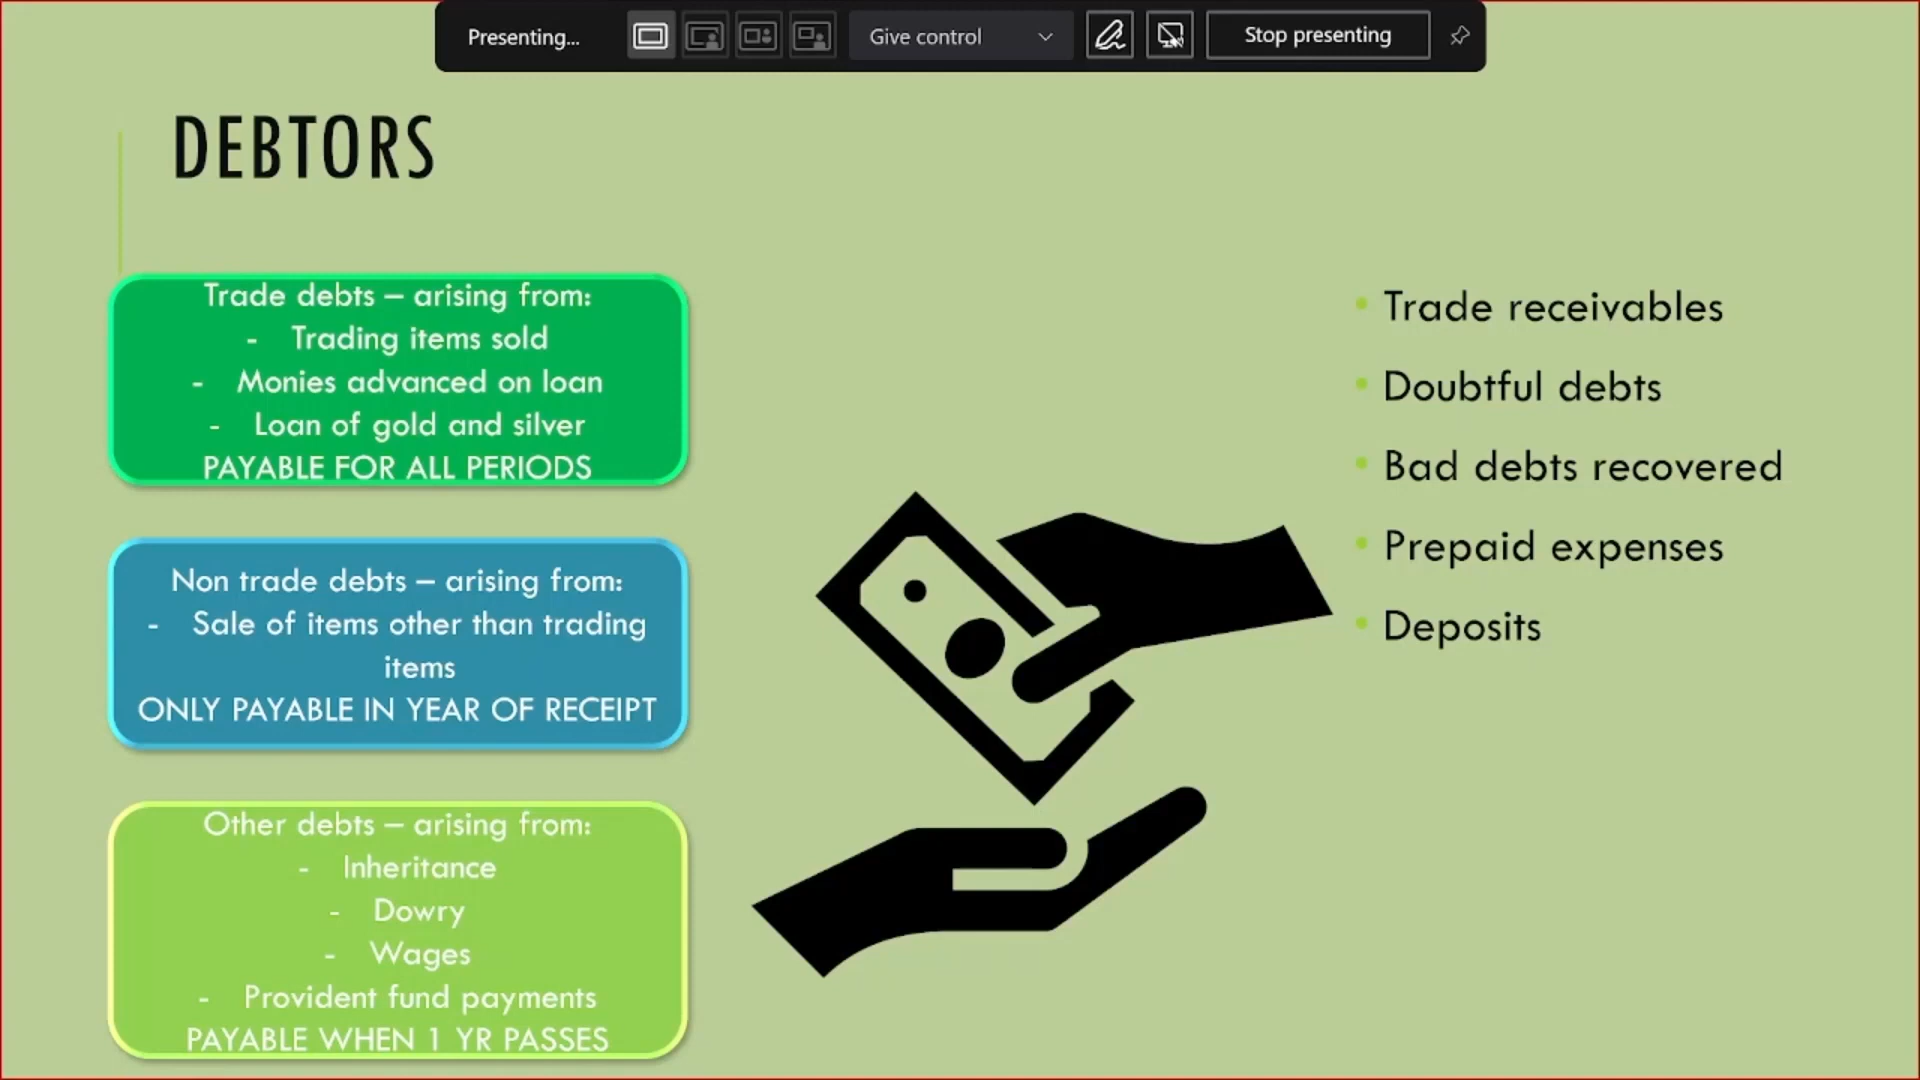 Presenting...
Give control
Stop presenting
DEBTORS
Trade debts – arising from:
- Trading items sold
- Monies advanced on loan
- Loan of gold and silver
PAYABLE FOR ALL PERIODS
Non trade debts – arising from:
- Sale of items other than trading
items
ONLY PAYABLE IN YEAR OF RECEIPT
Other debts – arising from:
- Inheritance
- Dowry
- Wages
- Provident fund payments
PAYABLE WHEN 1 YR PASSES
• Trade receivables
• Doubtful debts
• Bad debts recovered
• Prepaid expenses
• Deposits